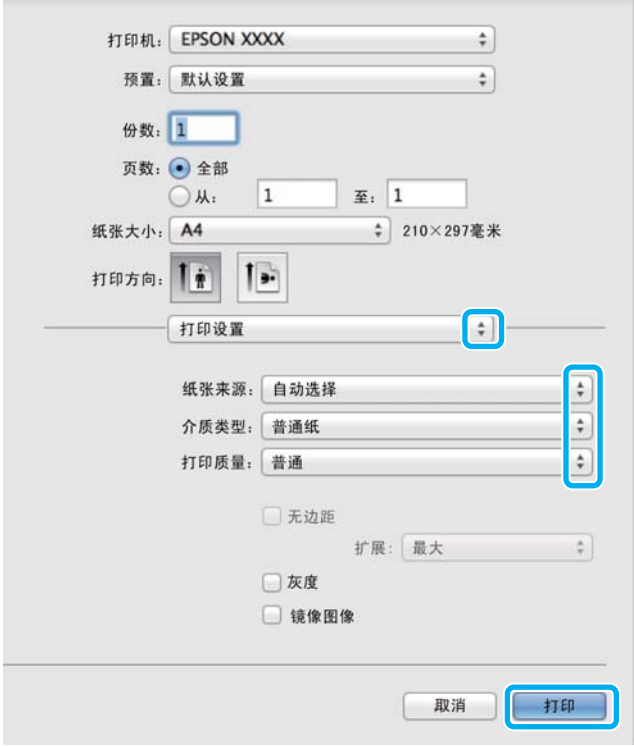 打印机： EPSON XXXX
预置： 默认设置
份数： 1
页数： 全部
从： 1 至： 1
纸张大小： A4 210×297毫米
打印方向：
打印设置
纸张来源： 自动选择
介质类型： 普通纸
打印质量： 普通
无边距
扩展： 最大
灰度
镜像图像
取消 打印